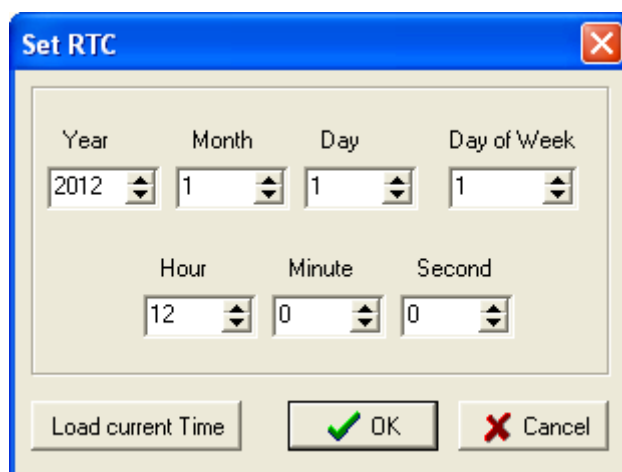 Set RTC
Year Month Day Day of Week
2012 1 1 1
Hour Minute Second
12 0 0
Load current Time OK Cancel